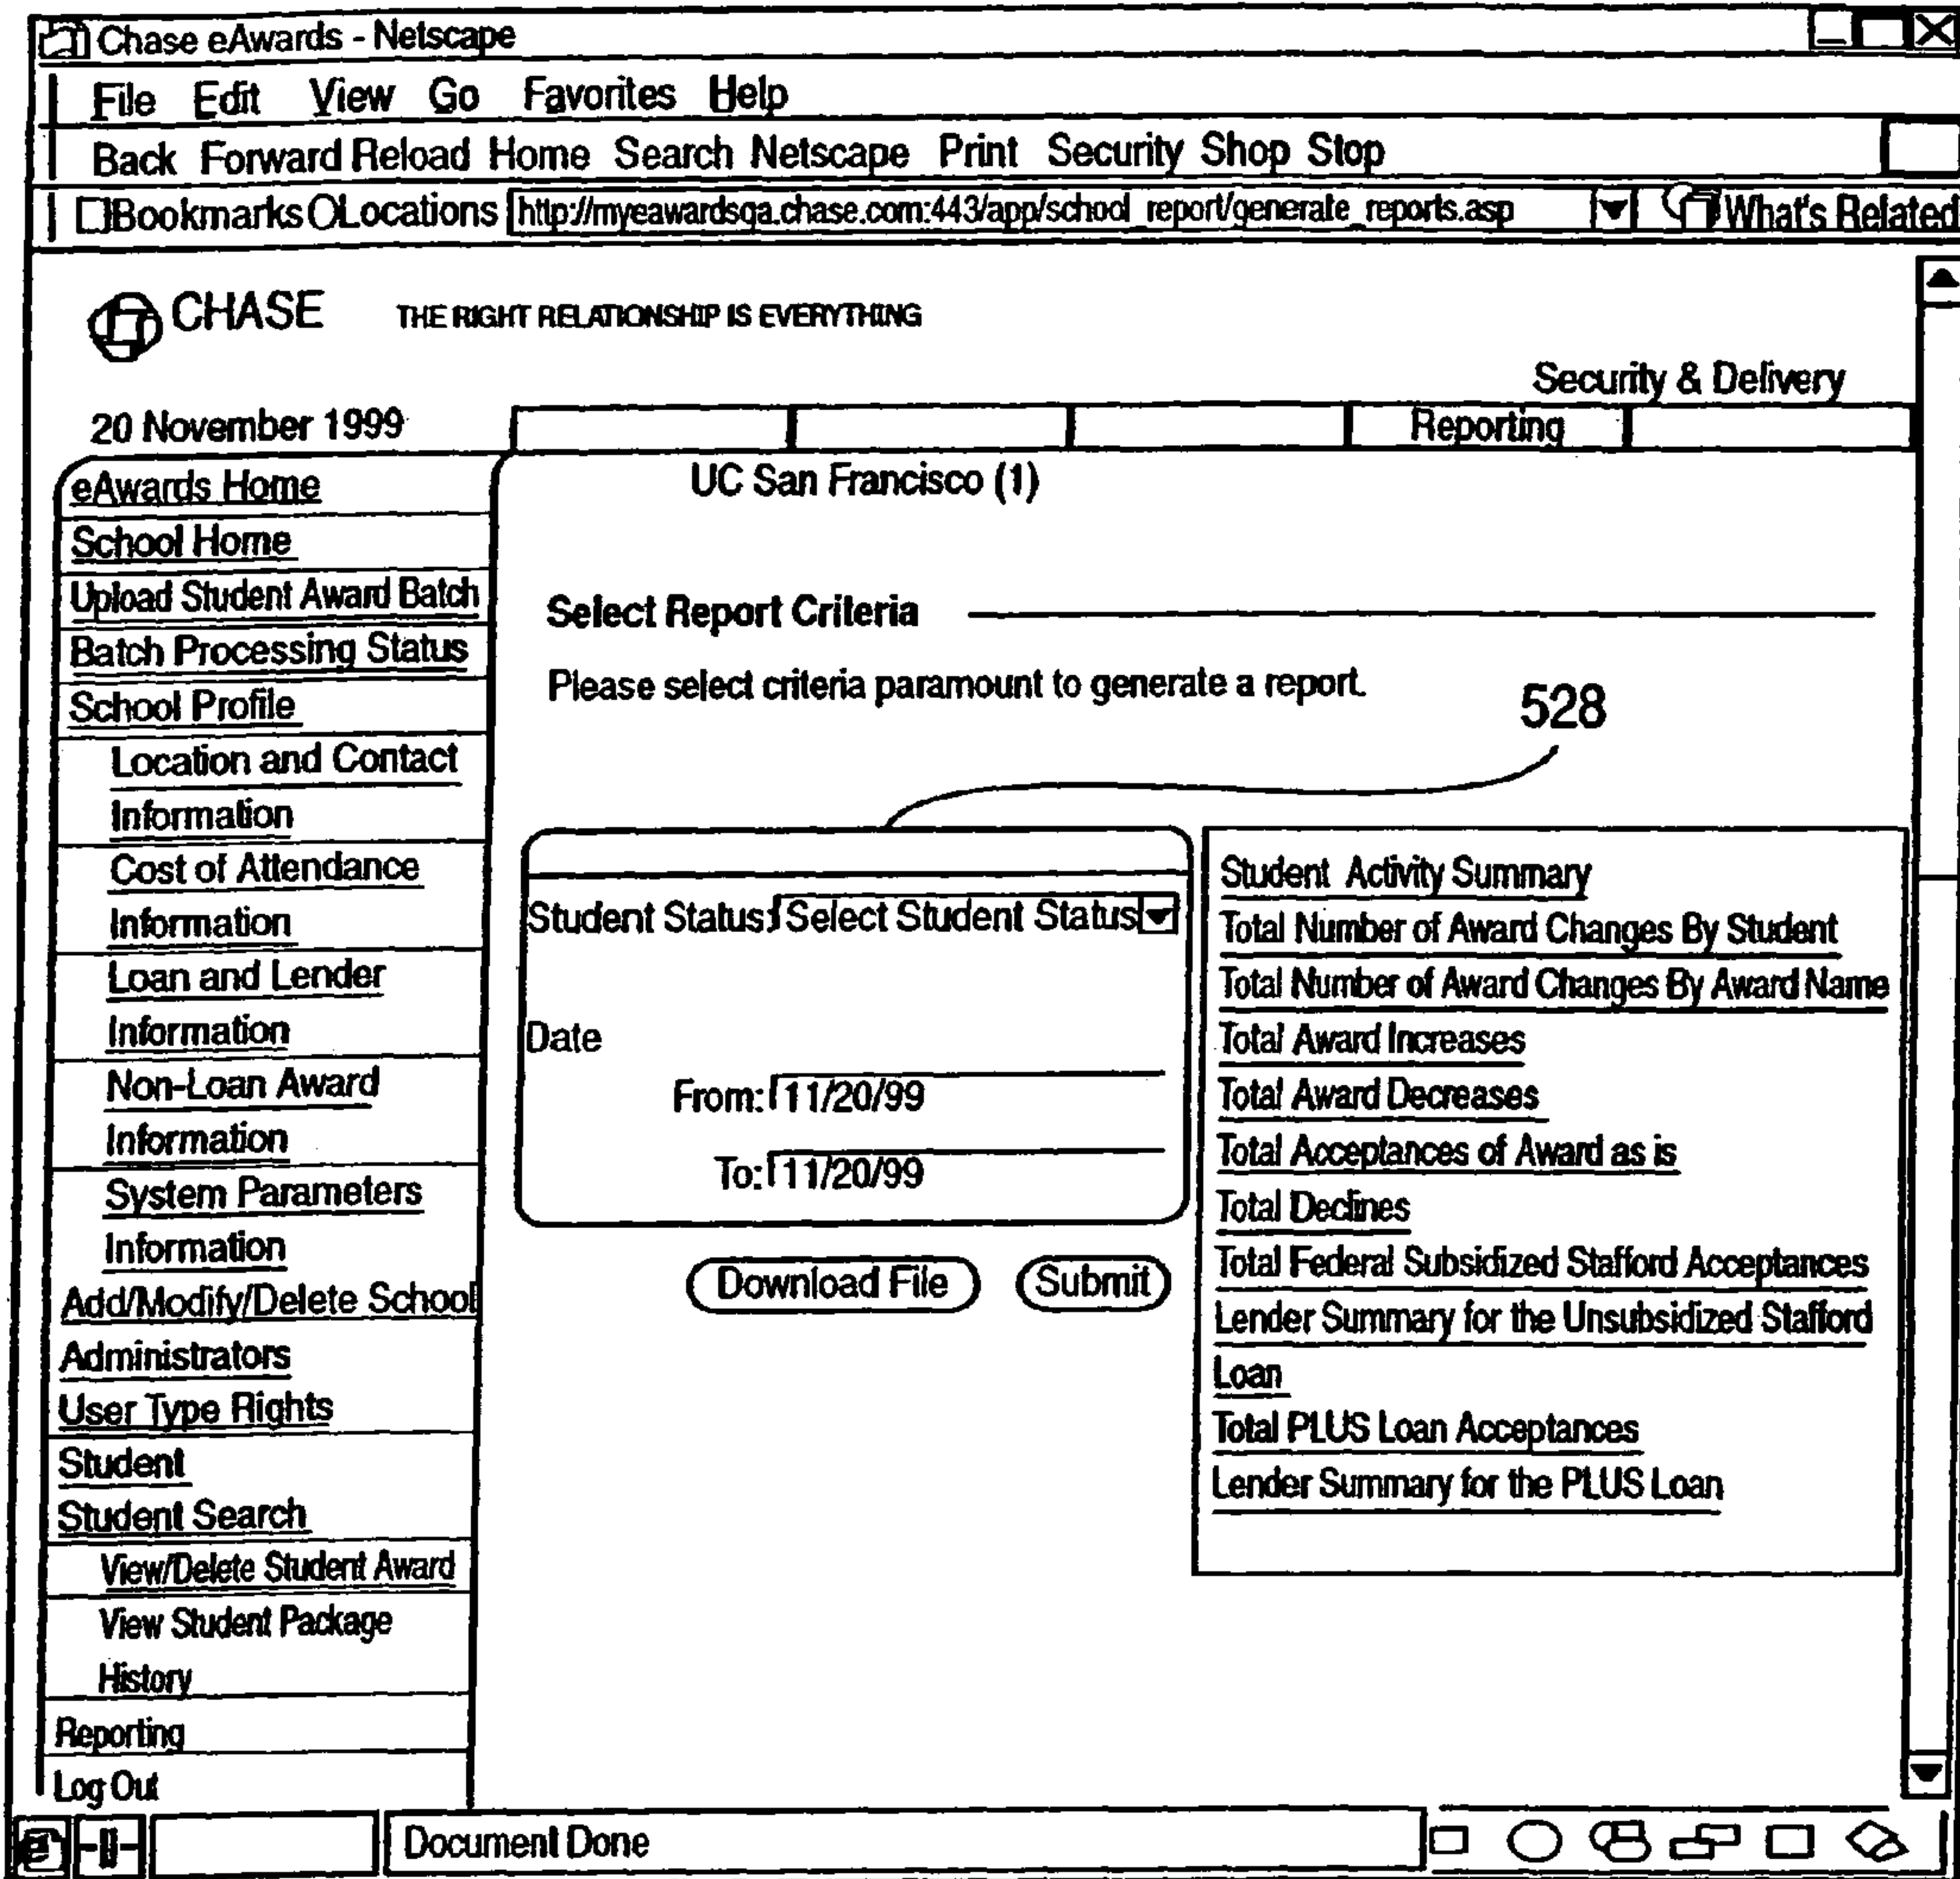 Chase eAwards - Netscape
File Edit View Go Favorites Help
Back Forward Reload Home Search Netscape Print Security Shop Stop
Bookmarks Locations http://myeawardsqa.chase.com:443/app/school_report/generate_reports.asp What's Related
CHASE THE RIGHT RELATIONSHIP IS EVERYTHING
Security & Delivery
20 November 1999 Reporting
eAwards Home
School Home
Upload Student Award Batch
Batch Processing Status
School Profile
Location and Contact
Information
Cost of Attendance
Information
Loan and Lender
Information
Non-Loan Award
Information
System Parameters
Information
Add/Modify/Delete School
Administrators
User Type Rights
Student
Student Search
View/Delete Student Award
View Student Package
History
Reporting
Log Out
UC San Francisco (1)
Select Report Criteria
Please select criteria paramount to generate a report.
528
Student Status: Select Student Status
Date
From: 11/20/99
To: 11/20/99
Download File Submit
Student Activity Summary
Total Number of Award Changes By Student
Total Number of Award Changes By Award Name
Total Award Increases
Total Award Decreases
Total Acceptances of Award as is
Total Declines
Total Federal Subsidized Stafford Acceptances
Lender Summary for the Unsubsidized Stafford
Loan
Total PLUS Loan Acceptances
Lender Summary for the PLUS Loan
Document Done